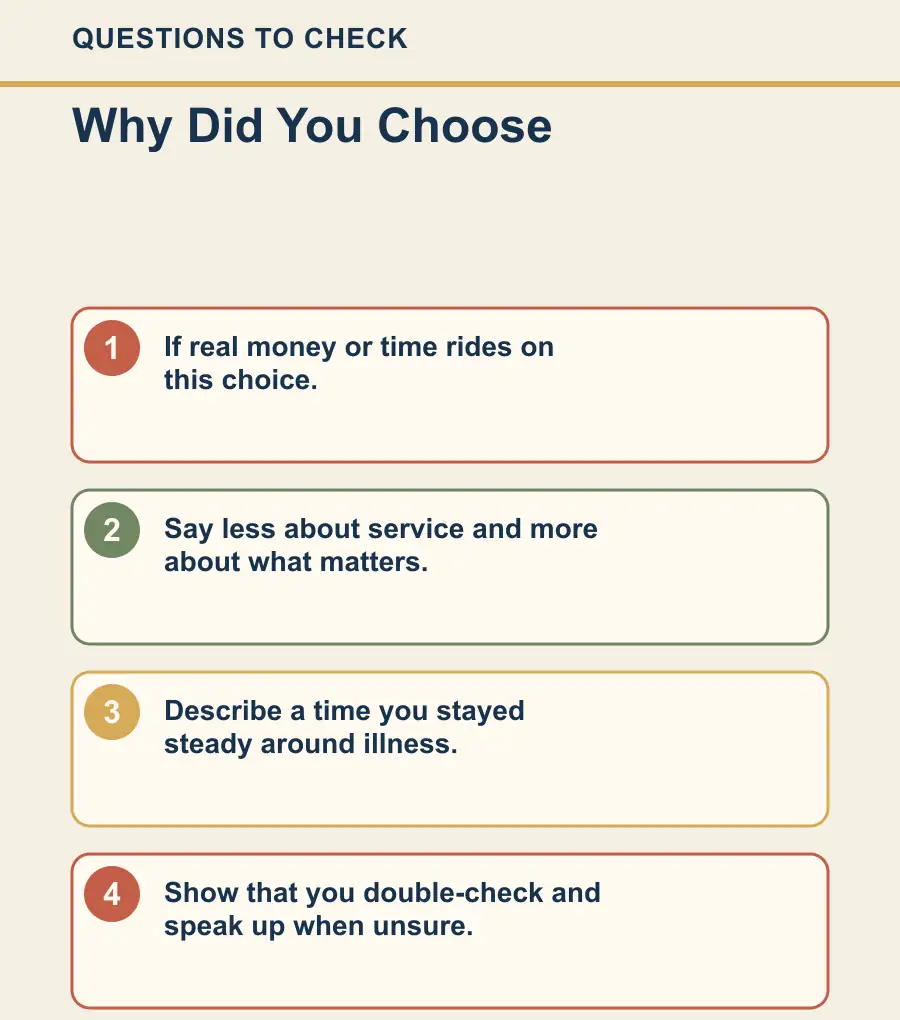 QUESTIONS TO CHECK
Why Did You Choose
1
If real money or time rides on
this choice.
2
Say less about service and more
about what matters.
3
Describe a time you stayed
steady around illness.
4
Show that you double-check and
speak up when unsure.